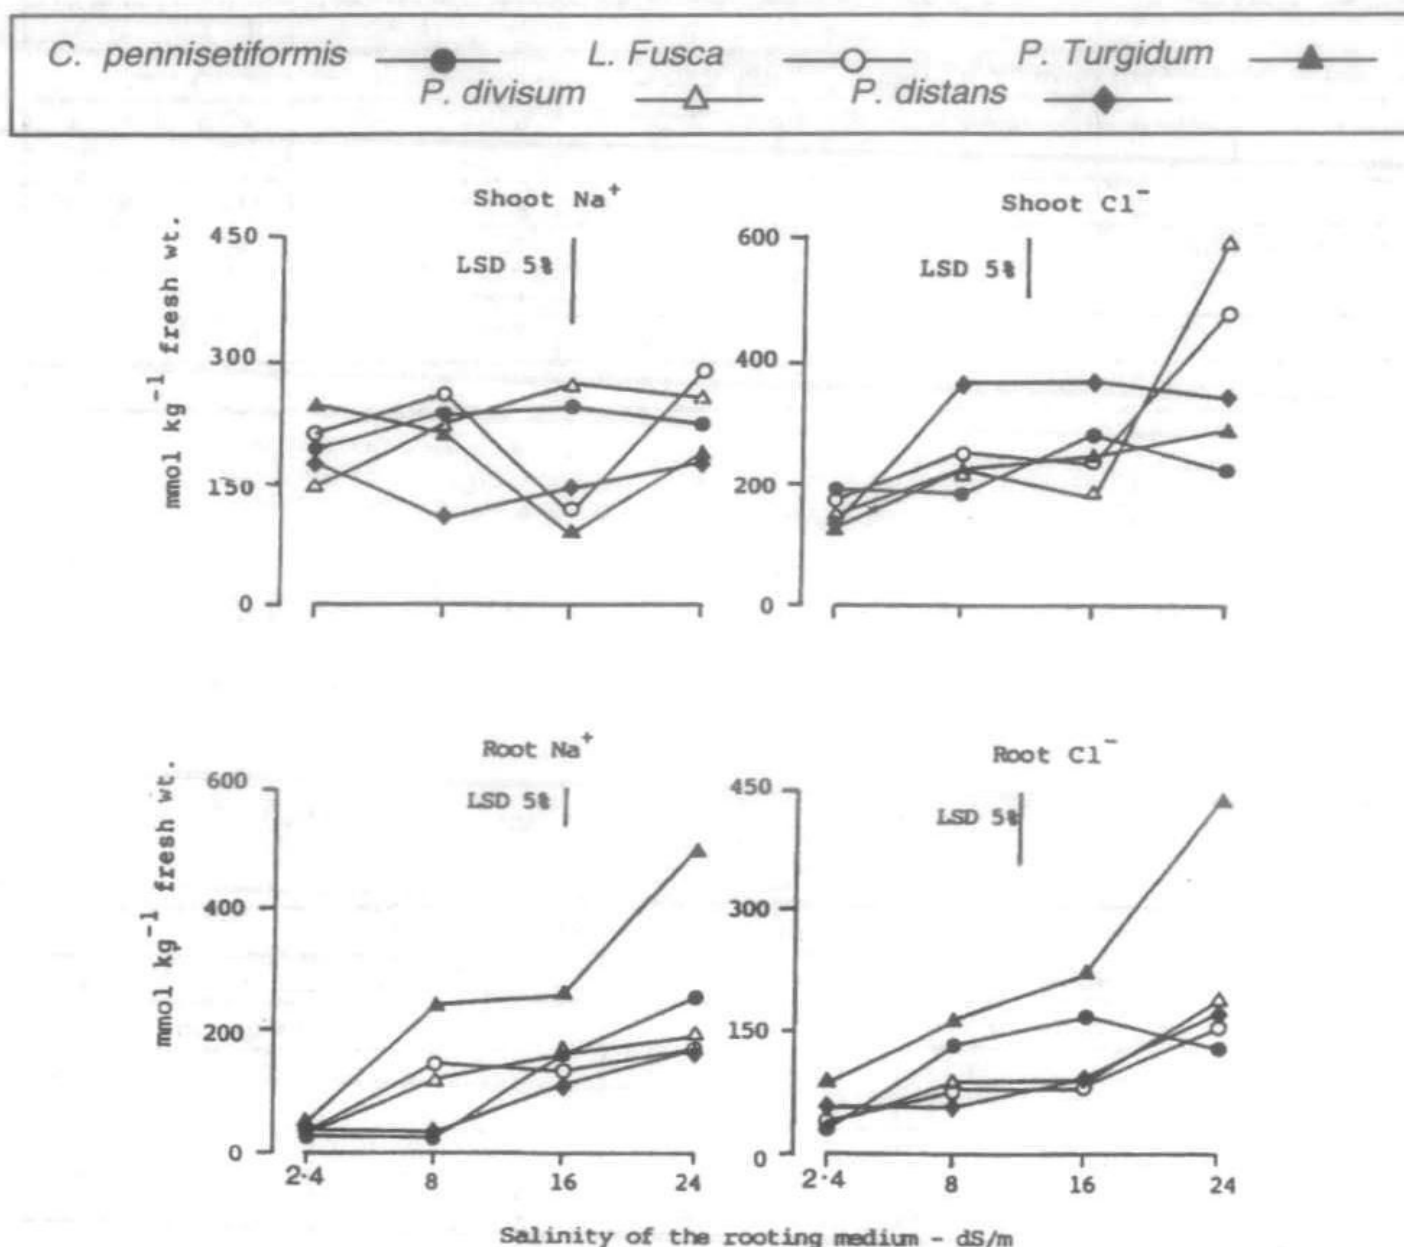 C. pennisetiformis L. Fusca P. Turgidum
P. divisum P. distans
Shoot Na+ Shoot Cl−
mmol kg−1 fresh wt.
450 300 150 0
LSD 5%
600 400 200 0
LSD 5%
Root Na+ Root Cl−
mmol kg−1 fresh wt.
600 400 200 0
LSD 5%
450 300 150 0
LSD 5%
2·4 8 16 24 2·4 8 16 24
Salinity of the rooting medium - dS/m